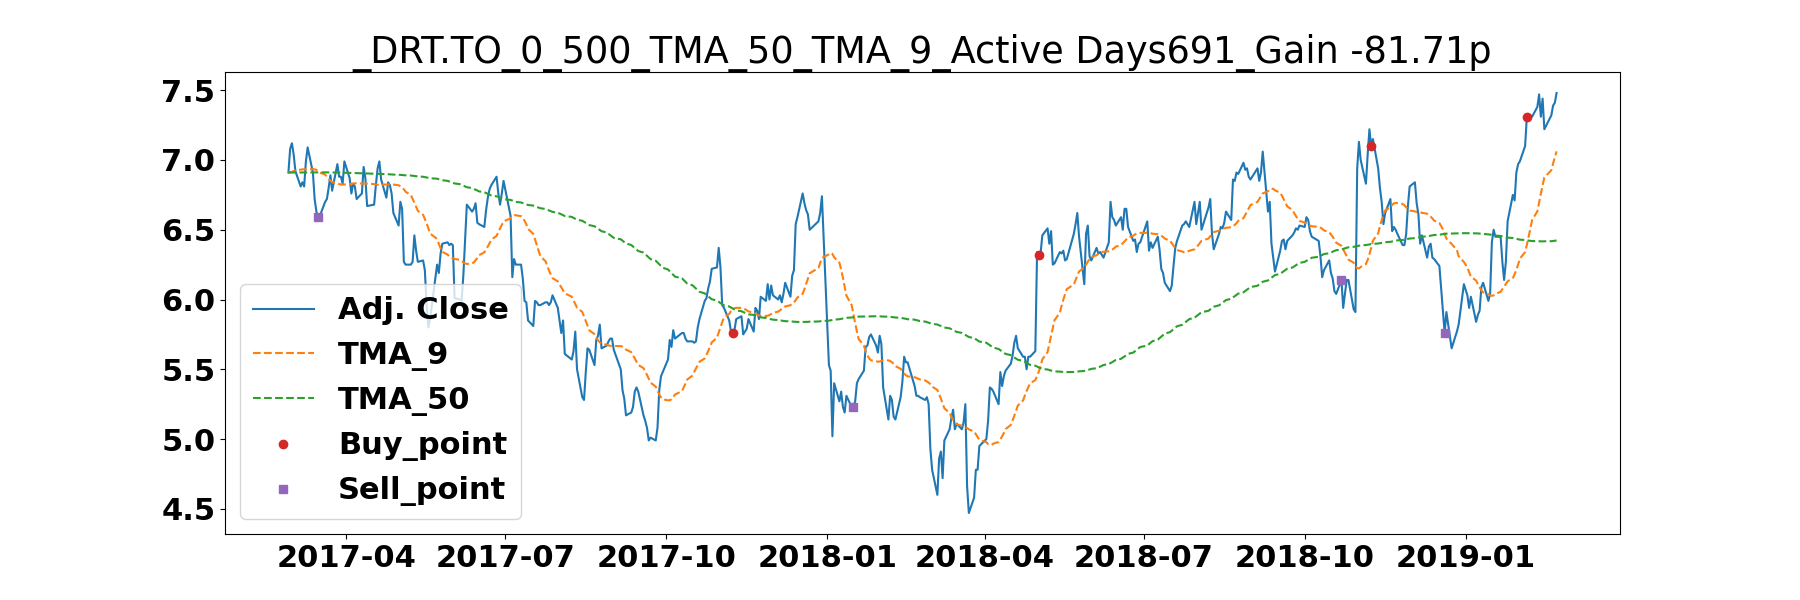 _DRT.TO_0_500_TMA_50_TMA_9_Active Days691_Gain -81.71p
7.5
7.0
6.5
6.0
5.5
5.0
4.5
Adj. Close
TMA_9
TMA_50
Buy_point
Sell_point
2017-04 2017-07 2017-10 2018-01 2018-04 2018-07 2018-10 2019-01